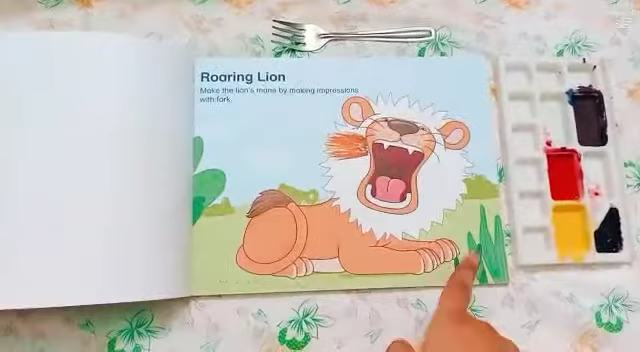 Roaring Lion
Make the lion's mane by making impressions
with fork.